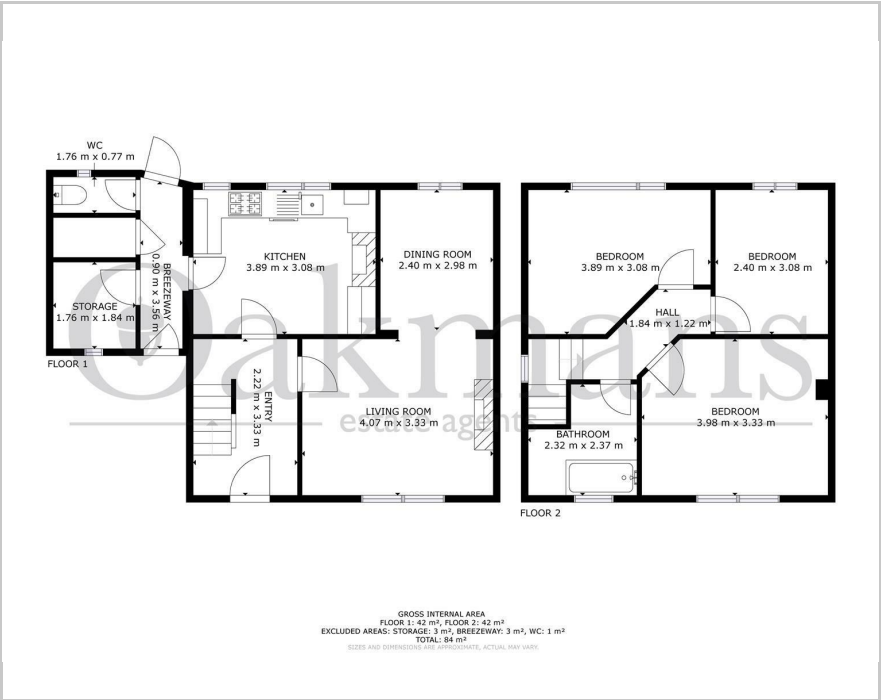 WC
1.76 m x 0.77 m
BREEZEWAY
0.90 m x 3.56 m
STORAGE
1.76 m x 1.84 m
FLOOR 1
KITCHEN
3.89 m x 3.08 m
DINING ROOM
2.40 m x 2.98 m
ENTRY
2.22 m x 3.33 m
LIVING ROOM
4.07 m x 3.33 m
BEDROOM
3.89 m x 3.08 m
BEDROOM
2.40 m x 3.08 m
HALL
1.84 m x 1.22 m
BATHROOM
2.32 m x 2.37 m
BEDROOM
3.98 m x 3.33 m
FLOOR 2
Oakmans
estate agents
GROSS INTERNAL AREA
FLOOR 1: 42 m², FLOOR 2: 42 m²
EXCLUDED AREAS: STORAGE: 3 m², BREEZEWAY: 3 m², WC: 1 m²
TOTAL: 84 m²
SIZES AND DIMENSIONS ARE APPROXIMATE, ACTUAL MAY VARY.